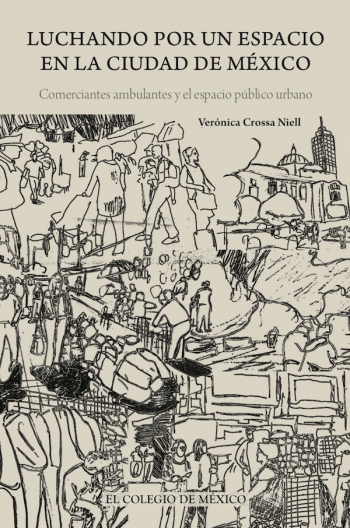 LUCHANDO POR UN ESPACIO
EN LA CIUDAD DE MÉXICO
Comerciantes ambulantes y el espacio público urbano
Verónica Crossa Niell
EL COLEGIO DE MÉXICO